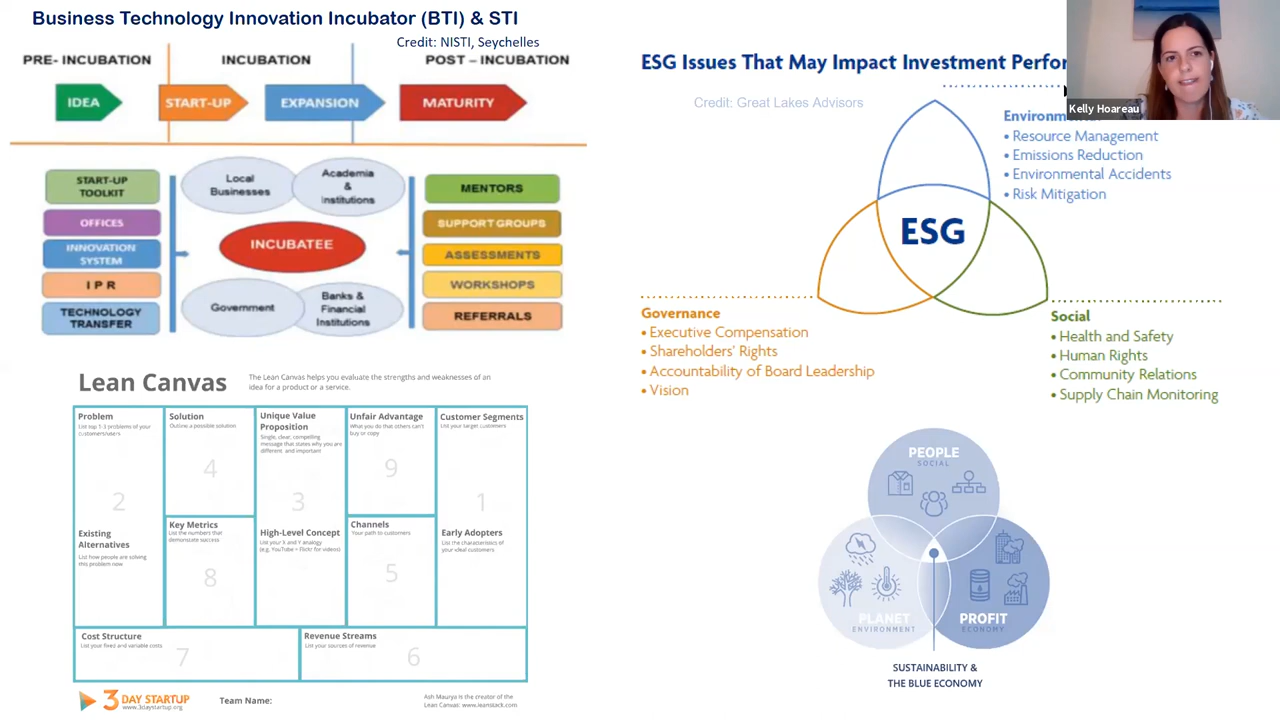 Business Technology Innovation Incubator (BTI) & STI
Credit: NISTI, Seychelles
PRE- INCUBATION
INCUBATION
POST – INCUBATION
IDEA
START-UP
EXPANSION
MATURITY
START-UP
TOOLKIT
OFFICES
INNOVATION
SYSTEM
I P R
TECHNOLOGY
TRANSFER
Local
Businesses
Academia
&
Institutions
INCUBATEE
Government
Banks &
Financial
Institutions
MENTORS
SUPPORT GROUPS
ASSESSMENTS
WORKSHOPS
REFERRALS
Lean Canvas
The Lean Canvas helps you evaluate the strengths and weaknesses of an
idea for a product or a service.
Problem
List top 1-3 problems of your
customers/users
2
Existing
Alternatives
List how people are solving
this problem now
Solution
Outline a possible solution
4
Key Metrics
List the numbers that
demonstrate success
8
Unique Value
Proposition
Single, clear, compelling
message that states why you are
different and important
3
High-Level Concept
List your X and Y analogy
(e.g. YouTube = Flickr for videos)
Unfair Advantage
What you do that others can't
buy or copy
9
Channels
Your path to customers
5
Customer Segments
List your target customers
1
Early Adopters
List the characteristics of
your ideal customers
Cost Structure
List your fixed and variable costs
7
Revenue Streams
List your sources of revenue
6
3 DAY STARTUP
www.3daystartup.org
Team Name:
Ash Maurya is the creator of the
Lean Canvas: www.leanstack.com
ESG Issues That May Impact Investment Perfor
Credit: Great Lakes Advisors
Kelly Hoareau
Environm
• Resource Management
• Emissions Reduction
• Environmental Accidents
• Risk Mitigation
ESG
Governance
• Executive Compensation
• Shareholders' Rights
• Accountability of Board Leadership
• Vision
Social
• Health and Safety
• Human Rights
• Community Relations
• Supply Chain Monitoring
PEOPLE
SOCIAL
PLANET
ENVIRONMENT
PROFIT
ECONOMY
SUSTAINABILITY &
THE BLUE ECONOMY